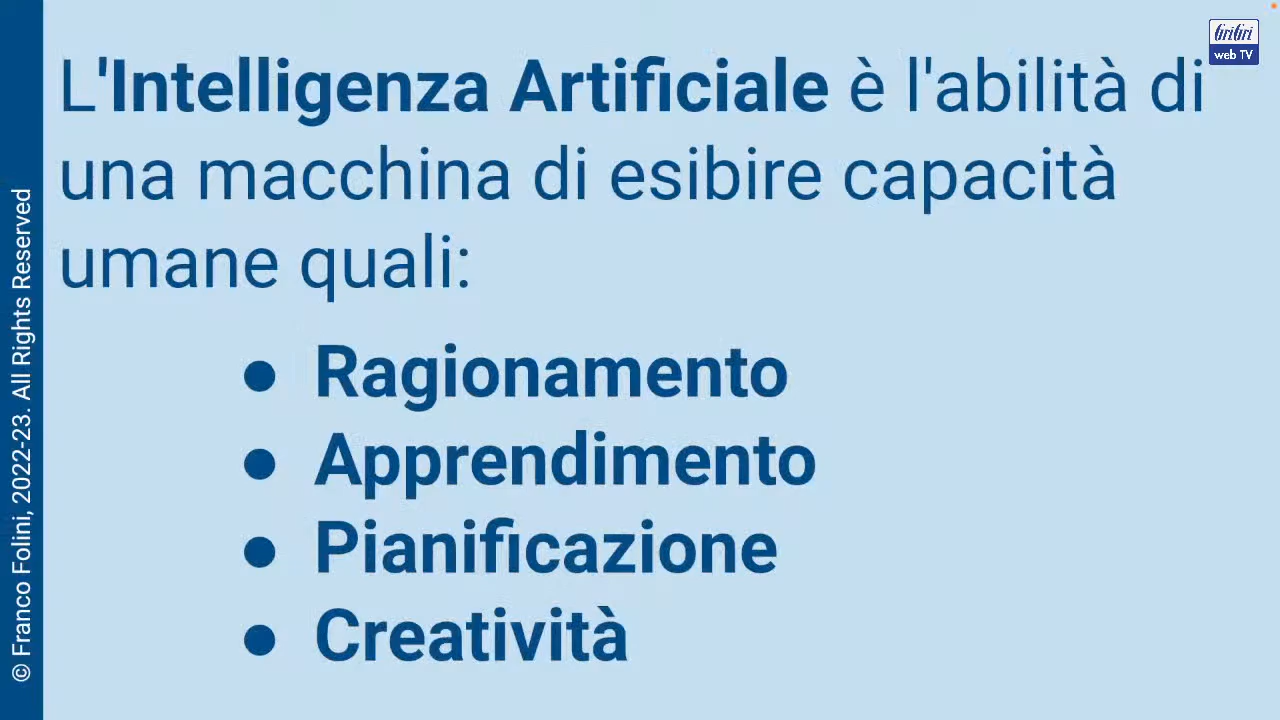 L'Intelligenza Artificiale è l'abilità di
una macchina di esibire capacità
umane quali:
● Ragionamento
● Apprendimento
● Pianificazione
● Creatività
© Franco Folini, 2022-23. All Rights Reserved
web TV